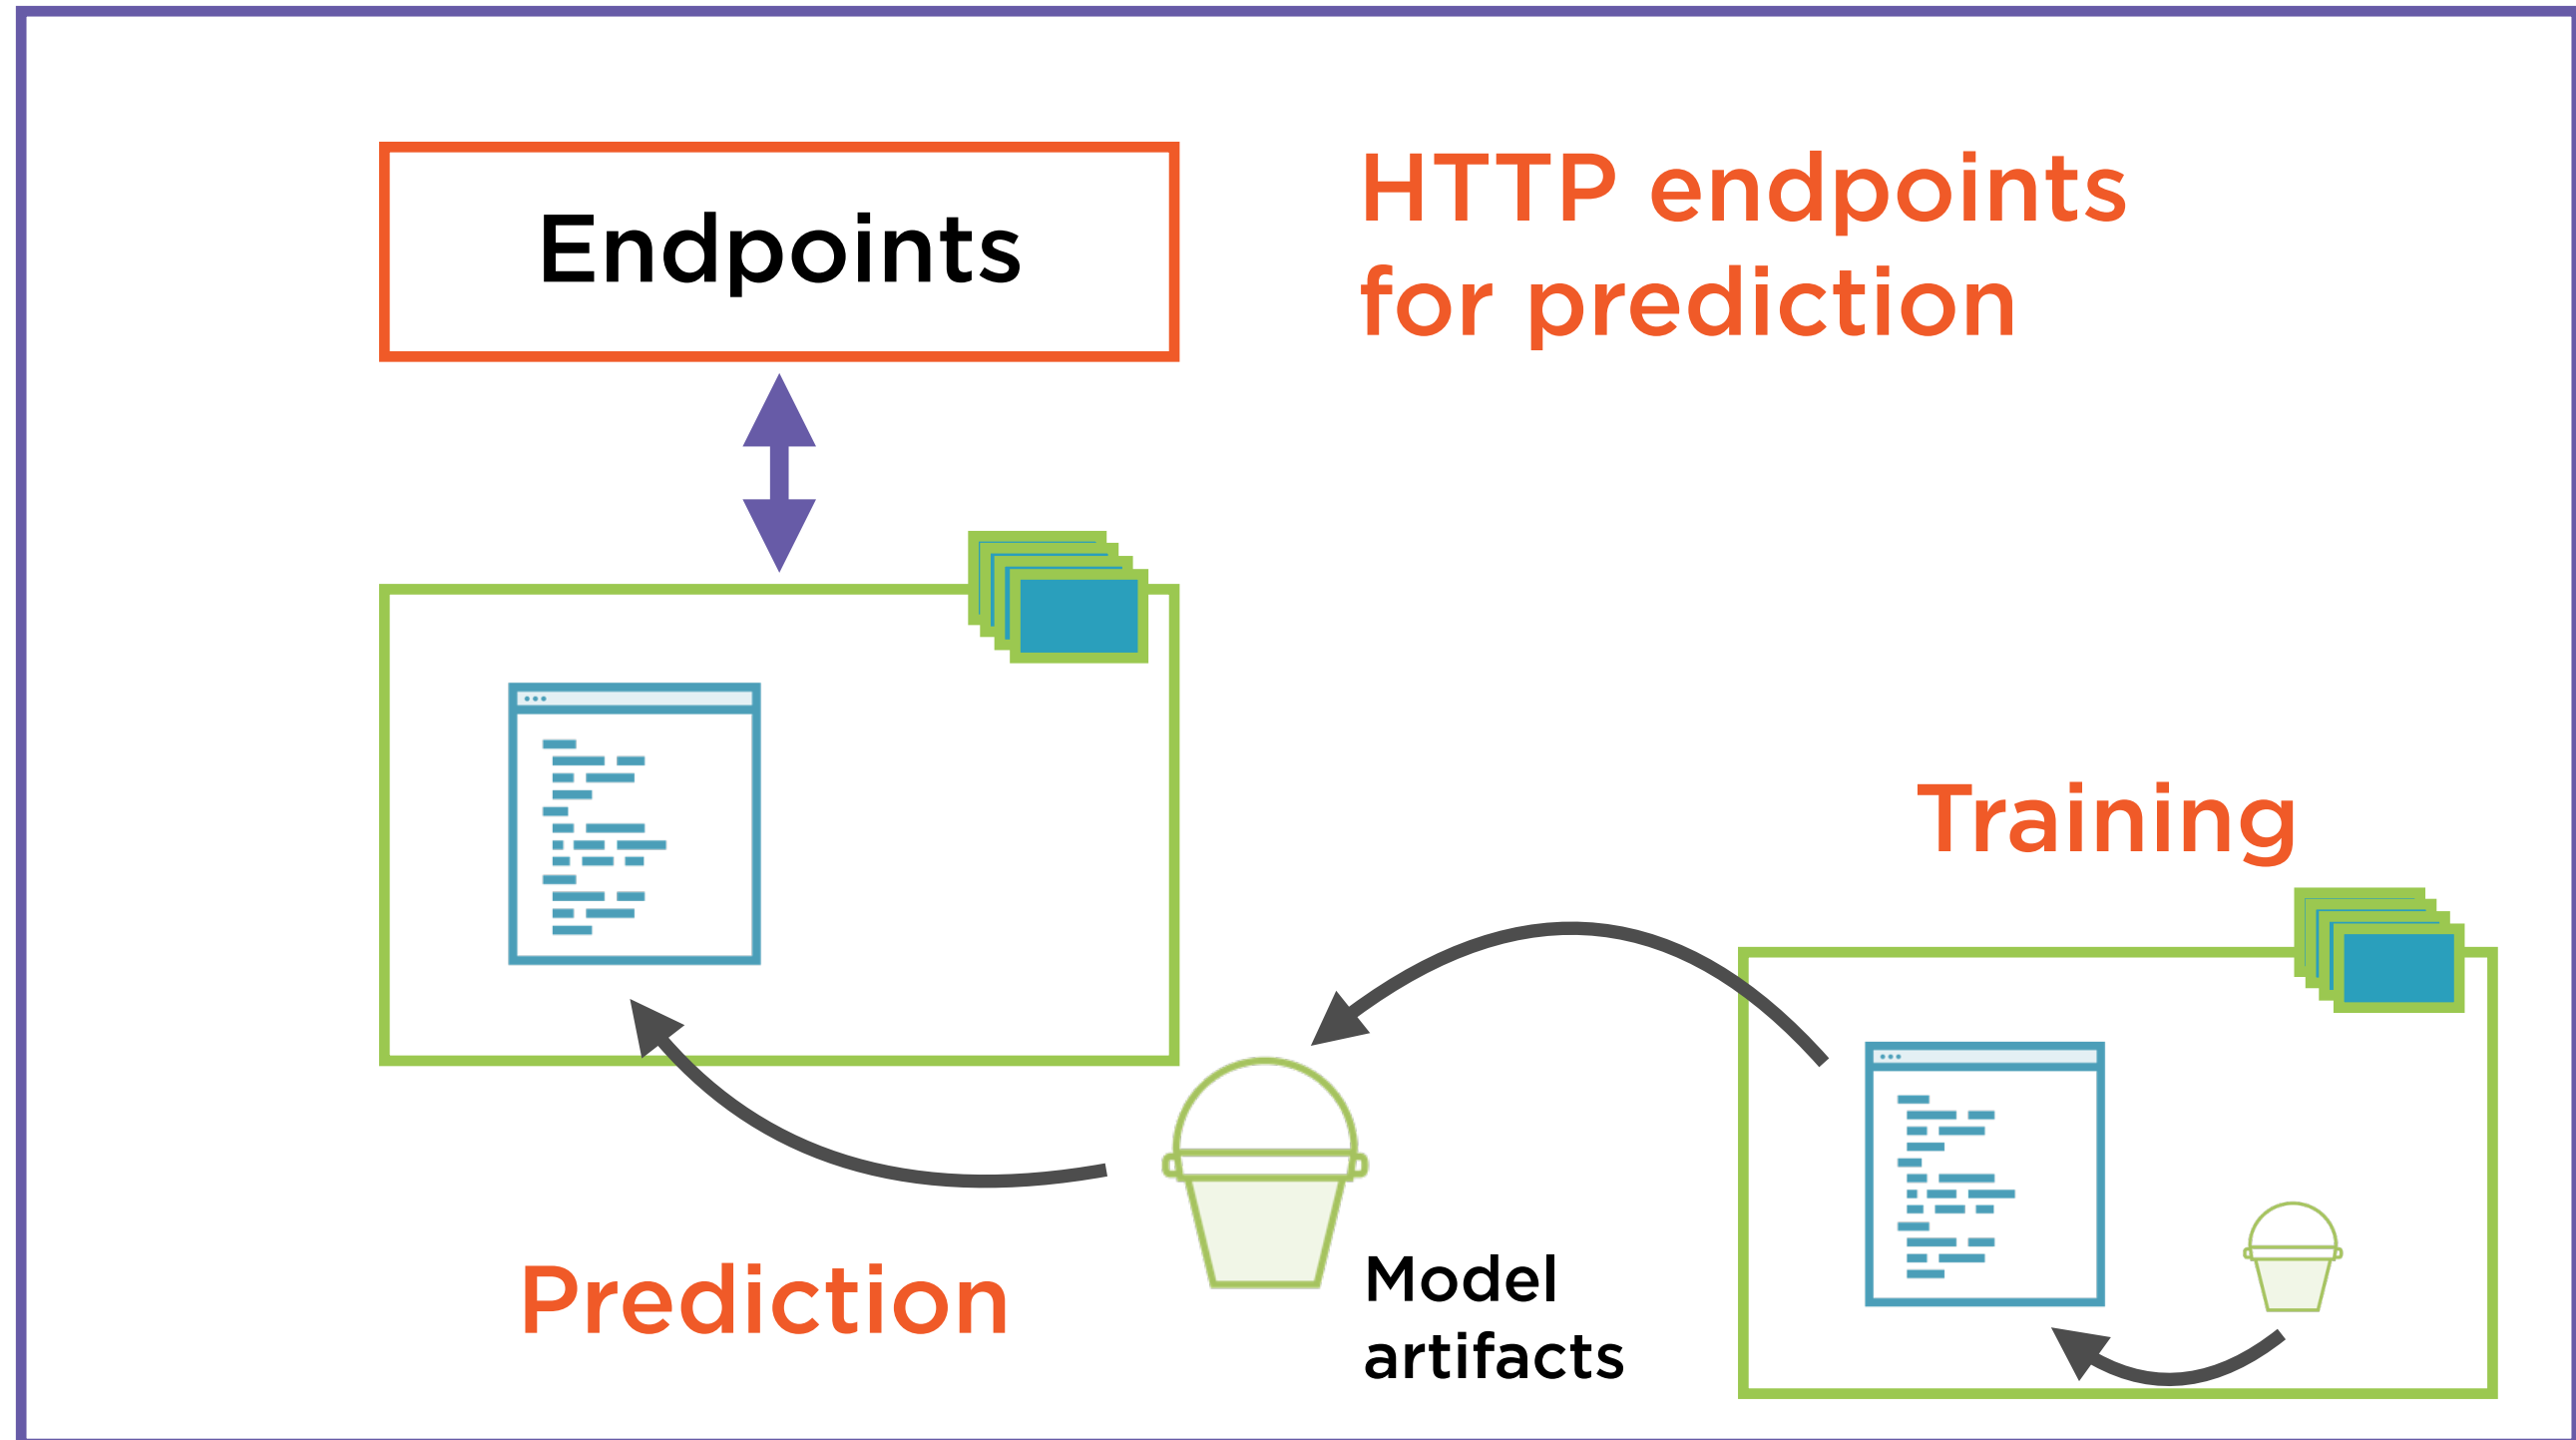 Endpoints
HTTP endpoints
for prediction
Training
Prediction
Model
artifacts